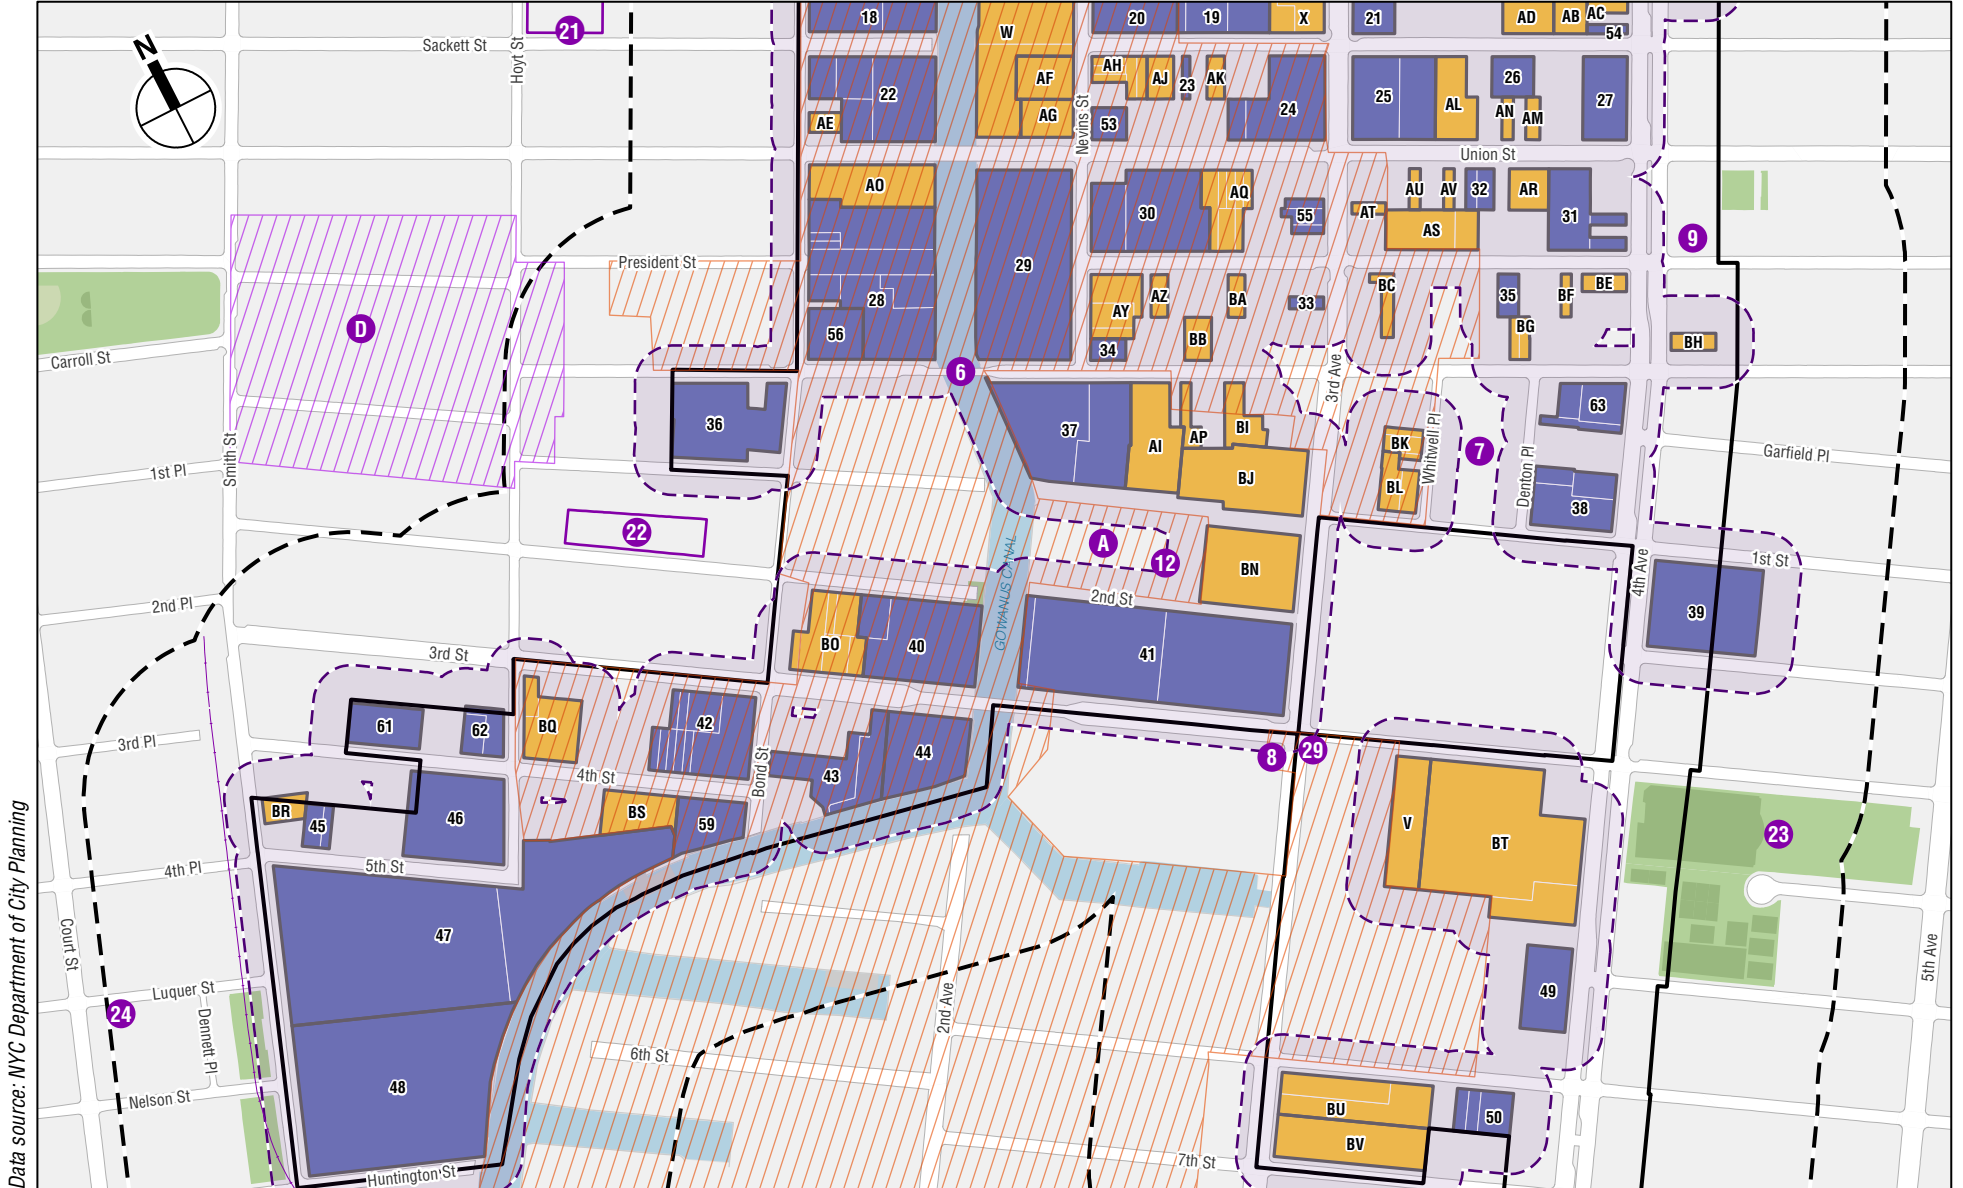 18
W
20
19
X
21
AD
AB
AC
54
21
Sackett St
Hoyt St
N
22
AE
AF
AG
Nevins St
AH
AJ
23
AK
53
24
25
AL
26
AN
AM
27
Union St
AO
30
AQ
55
AU
AV
32
AR
AT
AS
31
9
President St
29
28
56
AY
AZ
BA
33
BB
34
BC
35
BF
BE
BG
BH
D
Carroll St
6
3rd Ave
36
37
AI
AP
BI
BJ
BK
BL
Whitwell Pl
7
Denton Pl
63
38
Garfield Pl
Smith St
1st Pl
22
GOWANUS CANAL
A
12
BN
4th Ave
1st St
39
2nd Pl
2nd St
3rd St
BO
40
41
61
62
BQ
42
3rd Pl
4th St
Bond St
43
44
8
29
BR
45
46
BS
59
V
BT
23
4th Pl
5th St
Court St
47
49
5th Ave
Luquer St
24
Dennett Pl
2nd Ave
6th St
48
Nelson St
BU
BV
50
7th St
Huntington St
Data source: NYC Department of City Planning